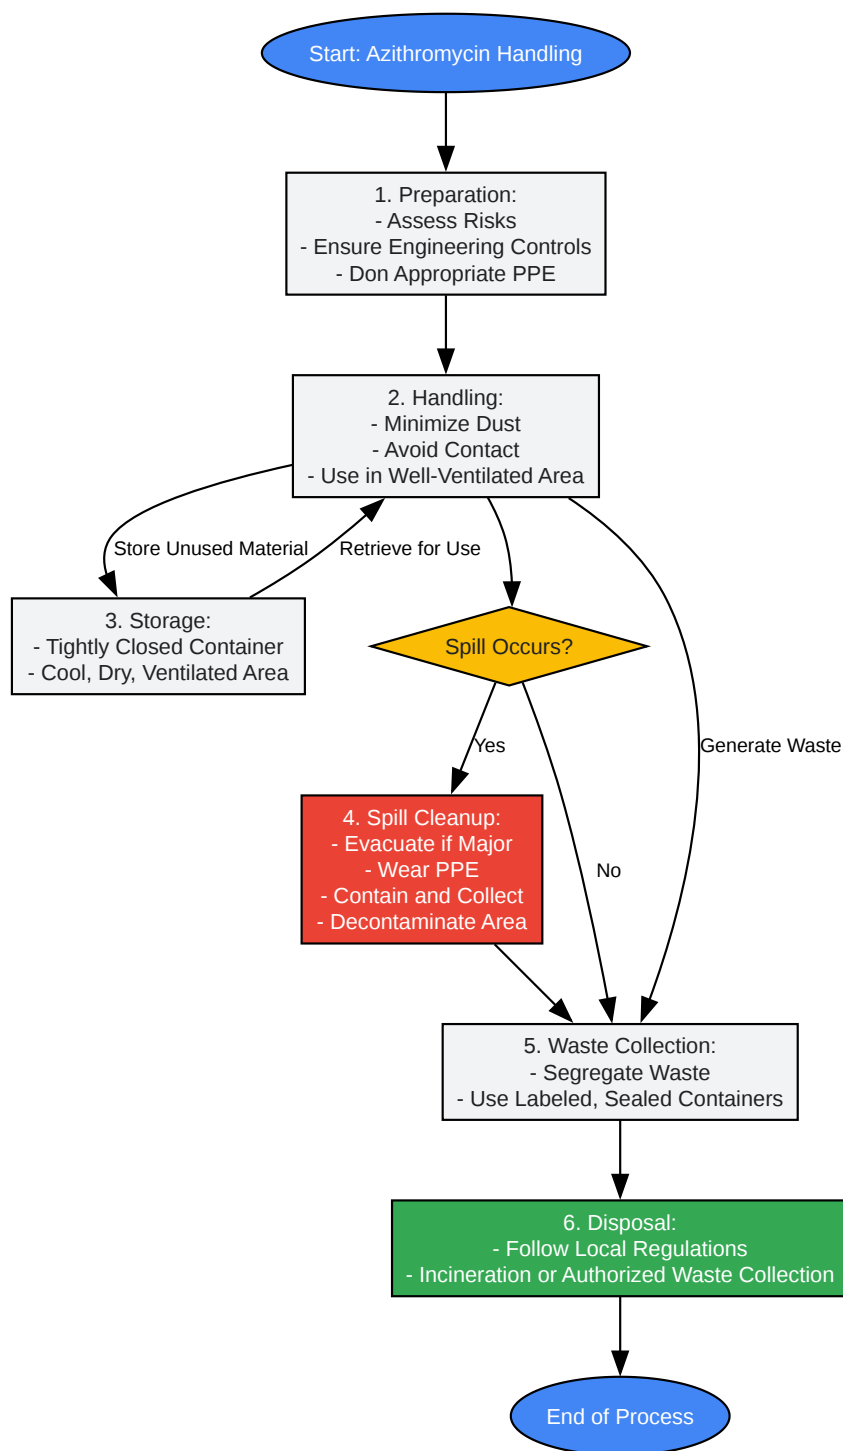 Start: Azithromycin Handling
1. Preparation:
- Assess Risks
- Ensure Engineering Controls
- Don Appropriate PPE
2. Handling:
- Minimize Dust
- Avoid Contact
- Use in Well-Ventilated Area
Store Unused Material
Retrieve for Use
3. Storage:
- Tightly Closed Container
- Cool, Dry, Ventilated Area
Spill Occurs?
Yes
Generate Waste
4. Spill Cleanup:
- Evacuate if Major
- Wear PPE
- Contain and Collect
- Decontaminate Area
No
5. Waste Collection:
- Segregate Waste
- Use Labeled, Sealed Containers
6. Disposal:
- Follow Local Regulations
- Incineration or Authorized Waste Collection
End of Process